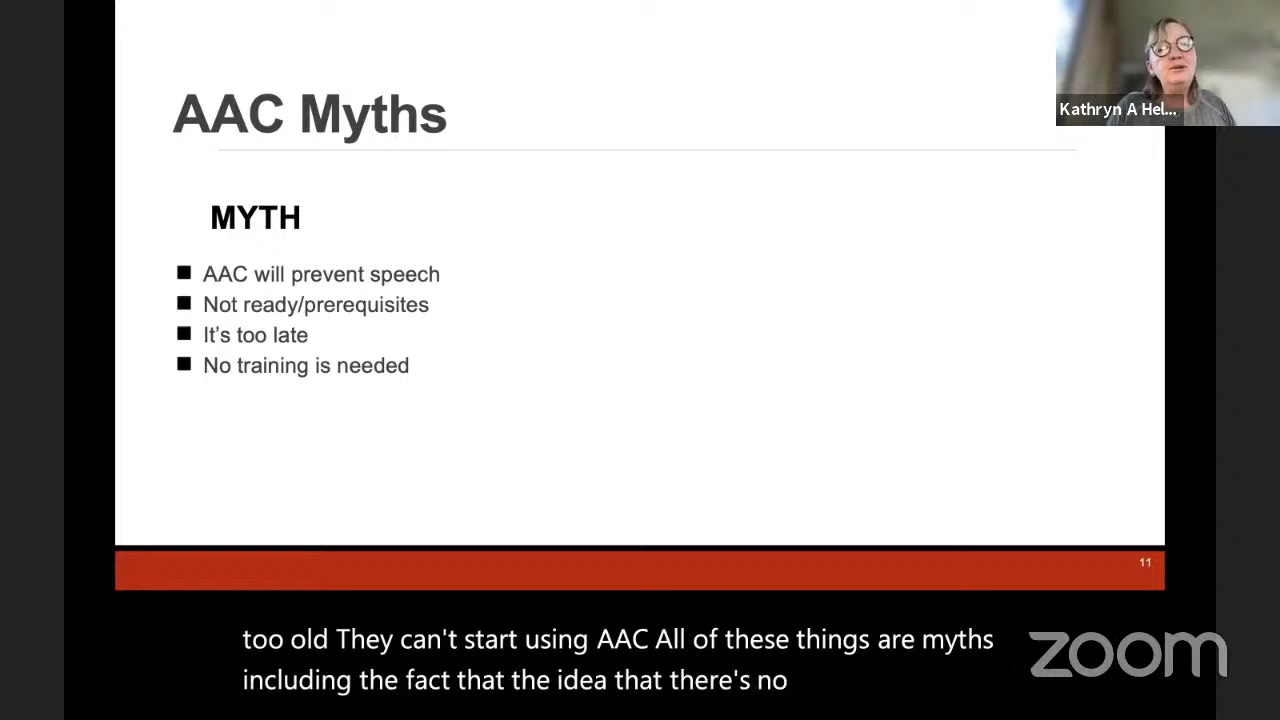 AAC Myths
Kathryn A Hel...
MYTH
AAC will prevent speech
Not ready/prerequisites
It's too late
No training is needed
11
too old They can't start using AAC All of these things are myths
including the fact that the idea that there's no
zoom